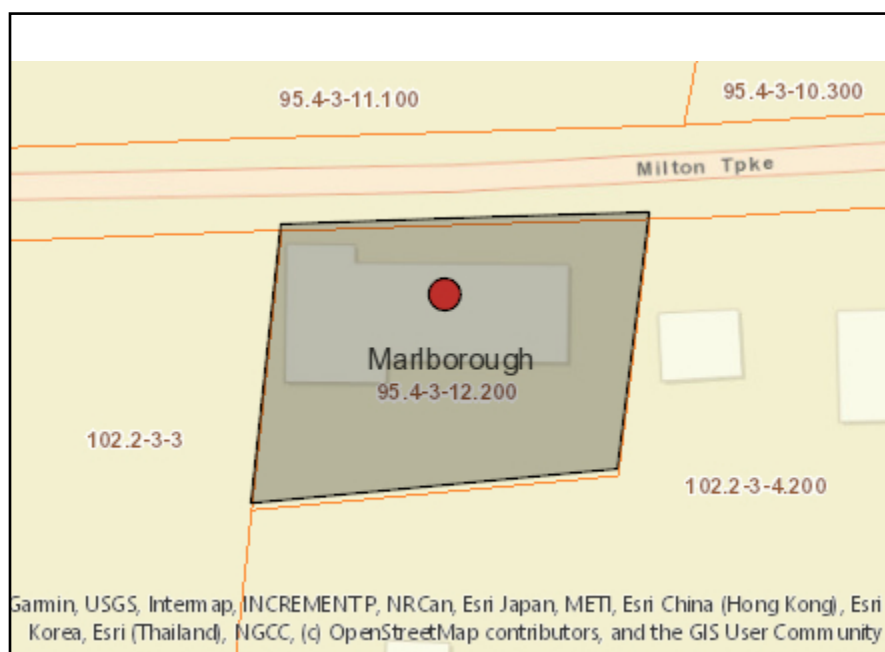 95.4-3-11.100
95.4-3-10.300
Milton Tpke
Marlborough
95.4-3-12.200
102.2-3-3
102.2-3-4.200
Garmin, USGS, Intermap, INCREMENT P, NRCan, Esri Japan, METI, Esri China (Hong Kong), Esri
Korea, Esri (Thailand), NGCC, (c) OpenStreetMap contributors, and the GIS User Community